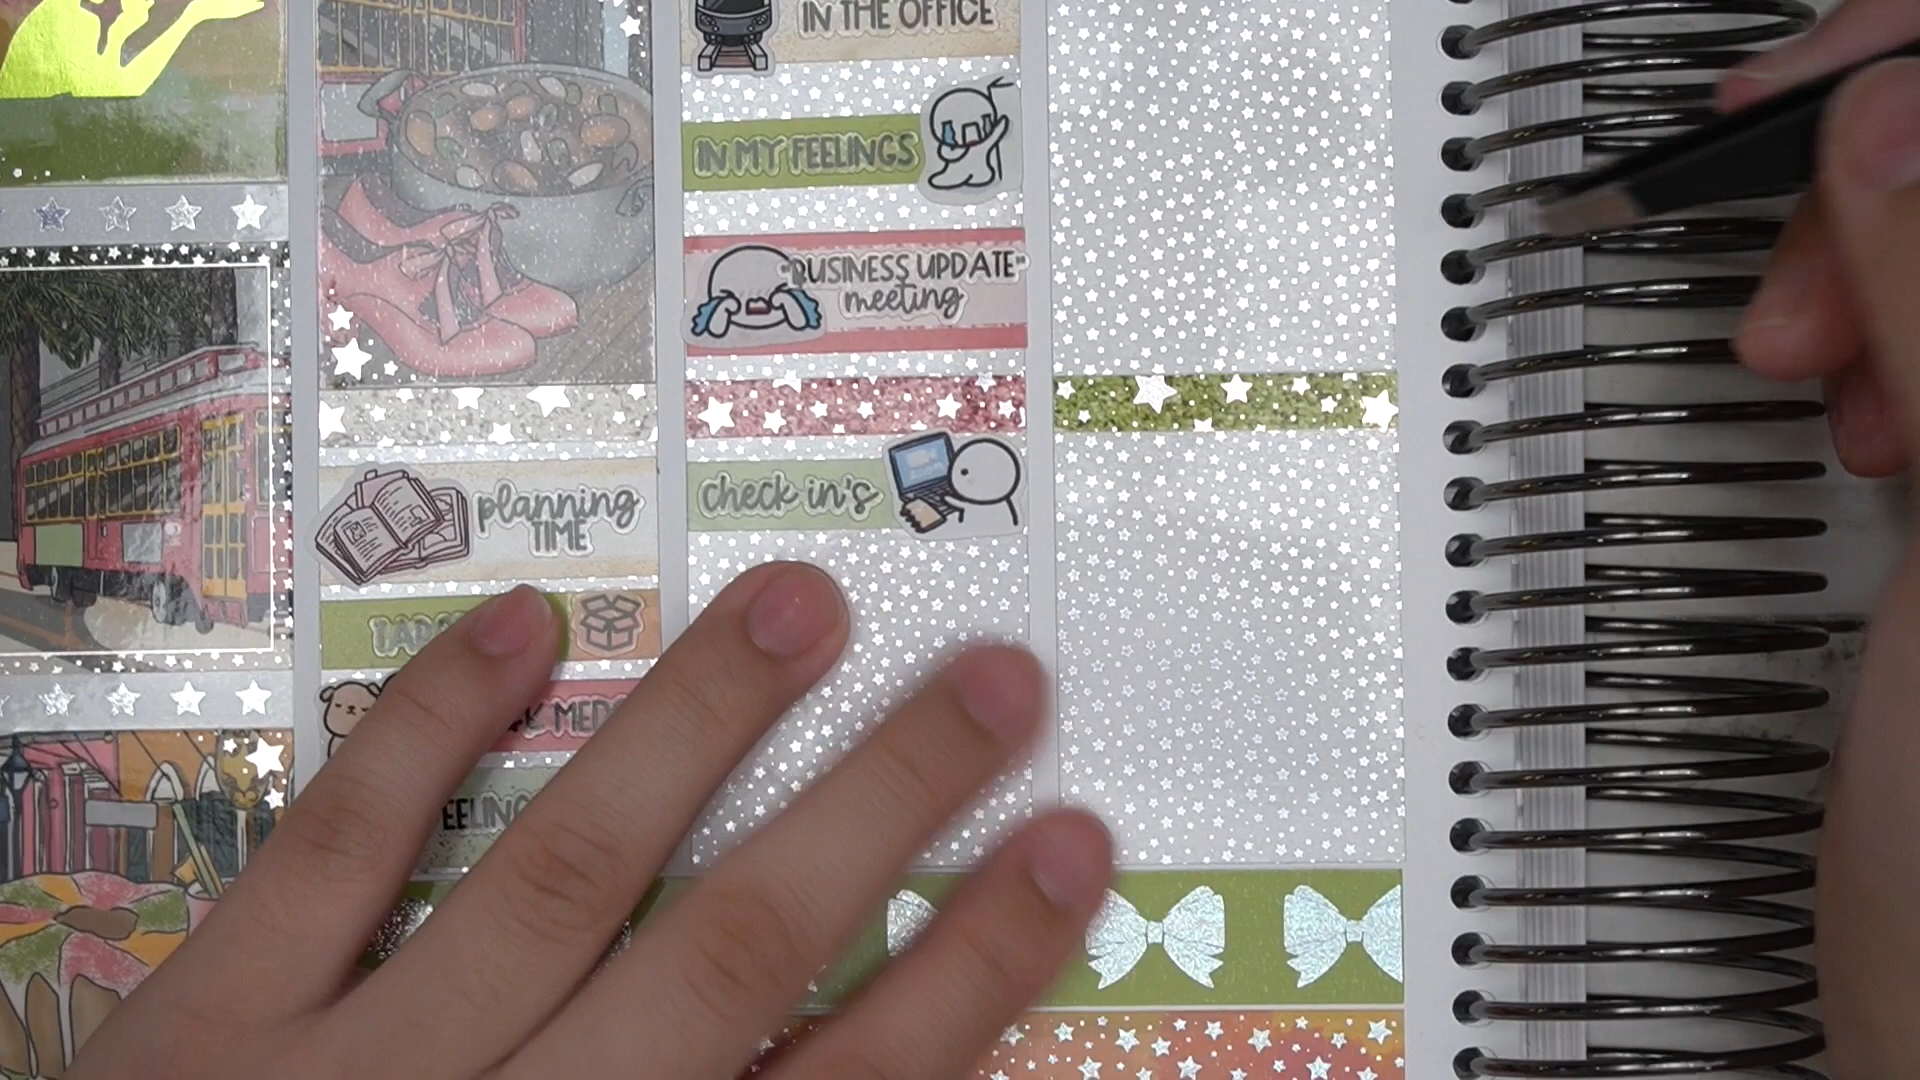 IN THE OFFICE
IN MY FEELINGS
"BUSINESS UPDATE"
meeting
check in's
planning
TIME